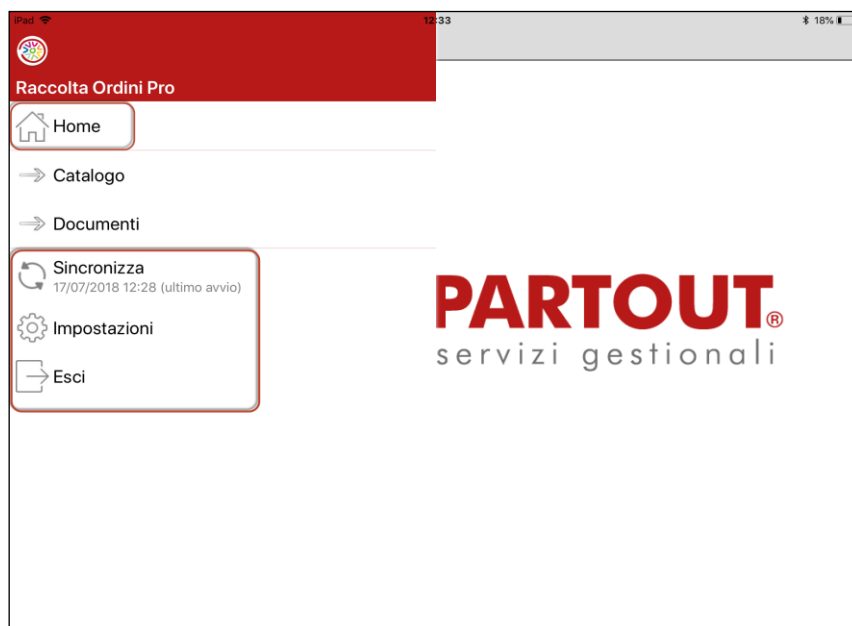 iPad 12:33 18%
Raccolta Ordini Pro
Home
Catalogo
Documenti
Sincronizza
17/07/2018 12:28 (ultimo avvio)
Impostazioni
Esci
PARTOUT®
servizi gestionali